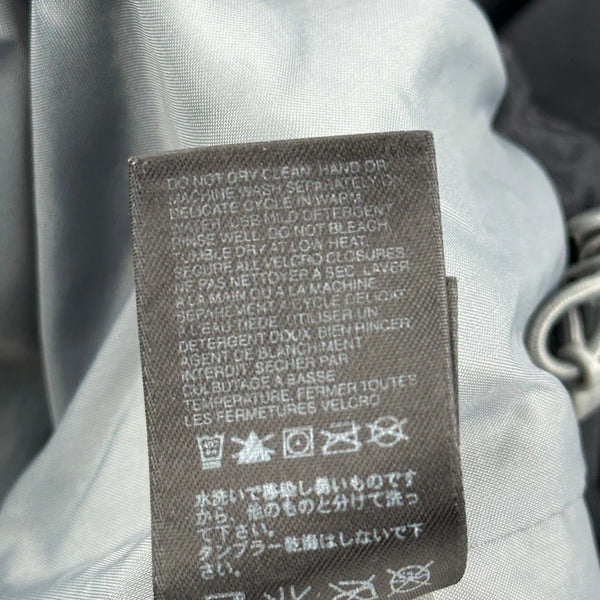 DO NOT DRY CLEAN, HAND OR
MACHINE WASH SEPARATELY ON
DELICATE CYCLE IN WARM
WATER, USE MILD DETERGENT
RINSE WELL, DO NOT BLEACH,
TUMBLE DRY AT LOW HEAT,
SECURE ALL VELCRO CLOSURES.
NE PAS NETTOYER À SEC, LAVER
À LA MAIN OU À LA MACHINE
SÉPARÉMENT / CYCLE DÉLICAT
À L'EAU TIÈDE, UTILISER UN
DÉTERGENT DOUX, BIEN RINCER
AGENT DE BLANCHIMENT
INTERDIT, SÉCHER PAR
CULBUTAGE À BASSE
TEMPÉRATURE, FERMER TOUTES
LES FERMETURES VELCRO
水洗いで移染し易いものです
から、他のものと分けて洗っ
て下さい。
タンブラー乾燥はしないで下
さい。